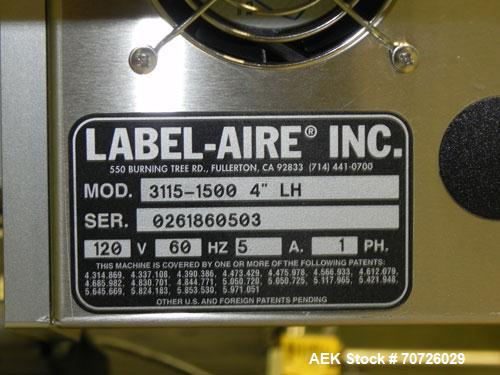 LABEL-AIRE® INC.
550 BURNING TREE RD., FULLERTON, CA 92833 (714) 441-0700
MOD. 3115-1500 4" LH
SER. 0261860503
120 V 60 HZ 5 A. 1 PH.
THIS MACHINE IS COVERED BY ONE OR MORE OF THE FOLLOWING PATENTS:
4.314.869, 4.337.108, 4.390.386, 4.473.429, 4.475.978, 4.566.933, 4.612.079,
4.685.982, 4.830.701, 4.844.771, 5.050.720, 5.050.725, 5.117.965, 5.421.948,
5.645.669, 5.824.183, 5.853.530, 5.971.051
OTHER U.S. AND FOREIGN PATENTS PENDING
AEK Stock # 70726029